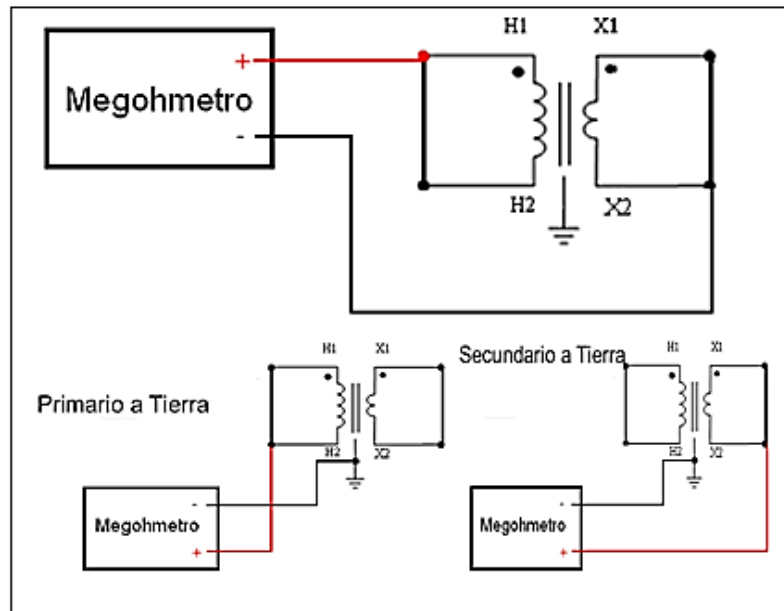 H1 X1
+
Megohmetro
-
H2 X2
H1 X1
Primario a Tierra
H2 X2
-
Megohmetro
+
Secundario a Tierra
H1 X1
H2 X2
-
Megohmetro
+